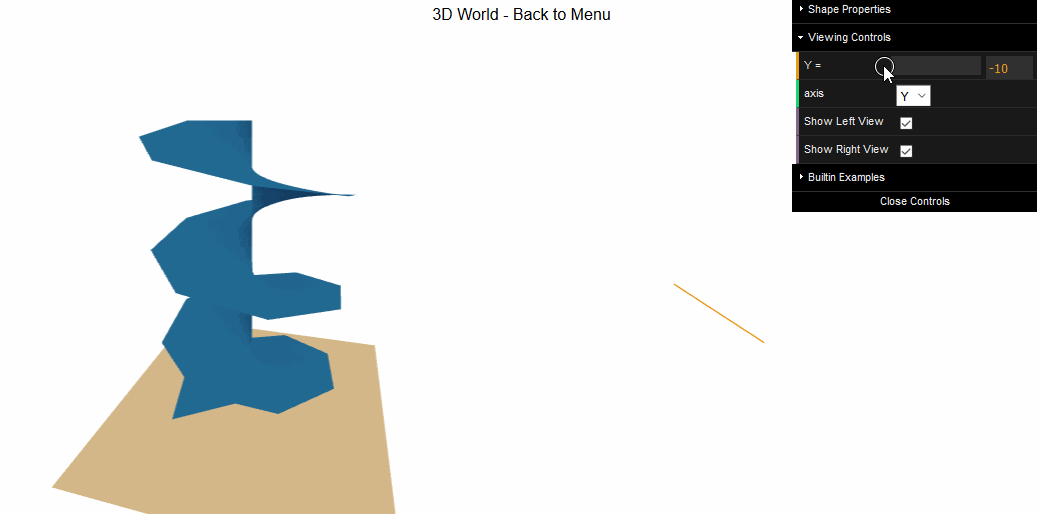 3D World - Back to Menu
Shape Properties
Viewing Controls
Y = -10
axis Y
Show Left View
Show Right View
Builtin Examples
Close Controls